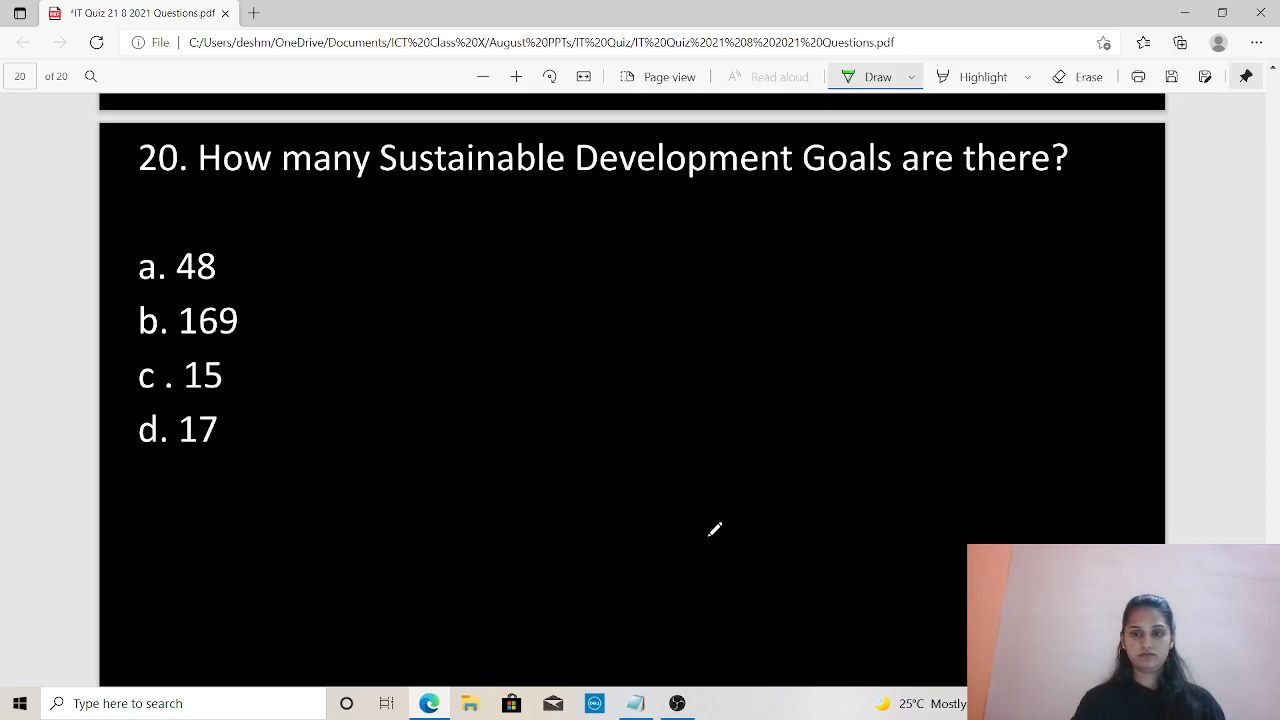 *IT Quiz 21 8 2021 Questions.pdf
File C:/Users/deshm/OneDrive/Documents/ICT%20Class%20X/August%20PPTs/IT%20Quiz/IT%20Quiz%2021%208%202021%20Questions.pdf
20 of 20 Page view Read aloud Draw Highlight Erase
20. How many Sustainable Development Goals are there?
a. 48
b. 169
c . 15
d. 17
Type here to search DELL 25°C Mostly